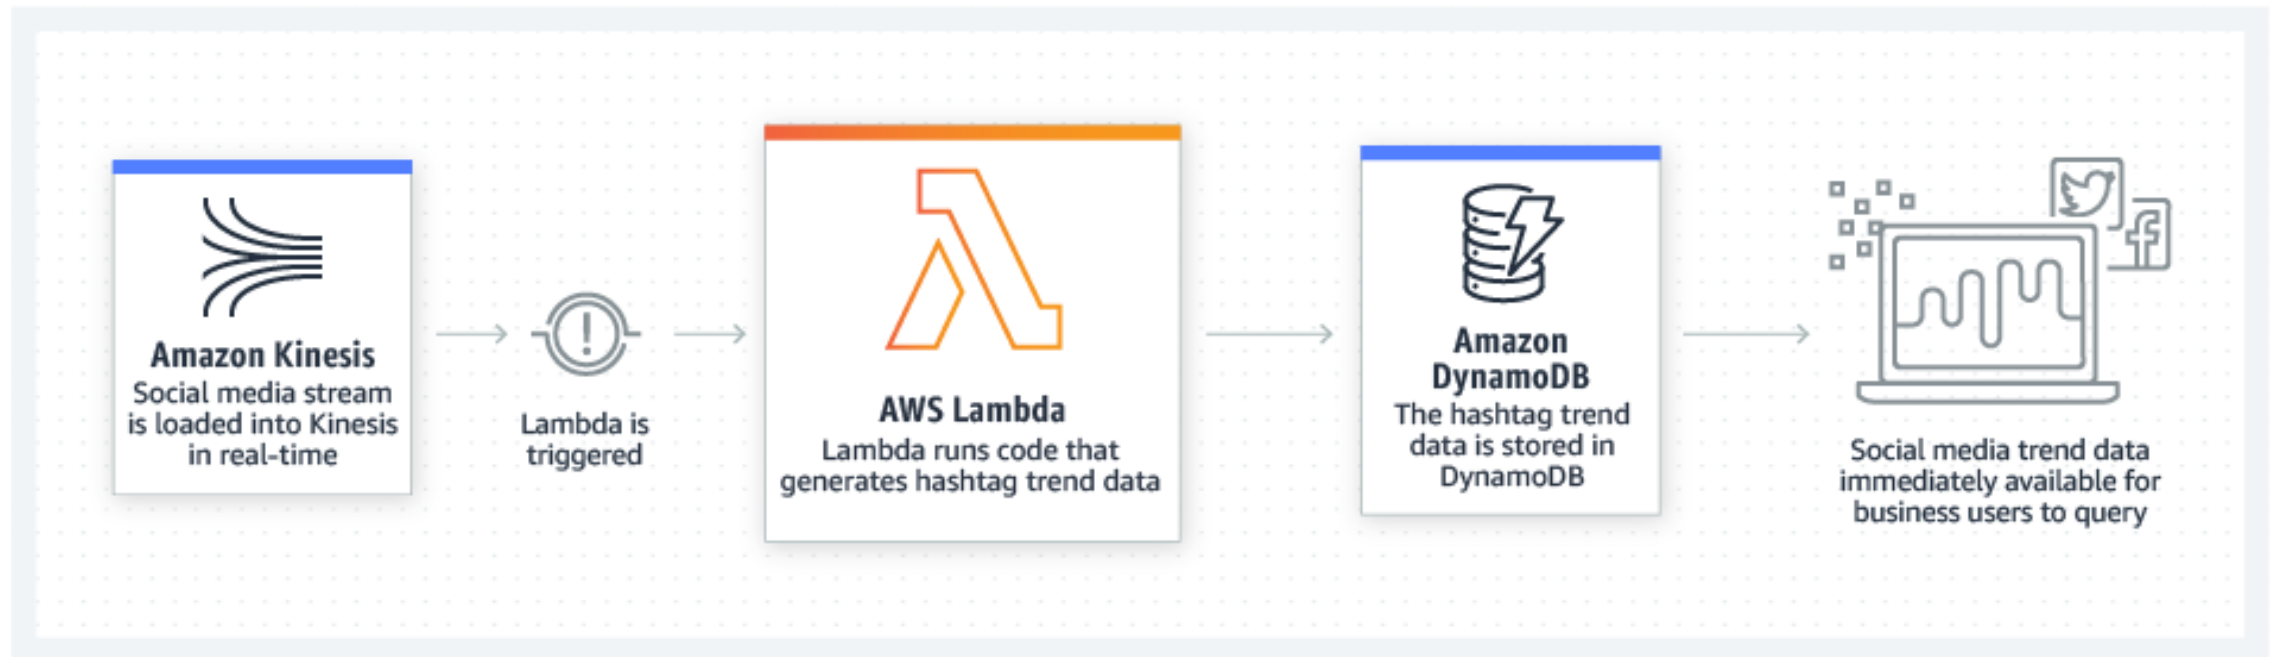 Amazon Kinesis
Social media stream
is loaded into Kinesis
in real-time
Lambda is
triggered
AWS Lambda
Lambda runs code that
generates hashtag trend data
Amazon
DynamoDB
The hashtag trend
data is stored in
DynamoDB
Social media trend data
immediately available for
business users to query